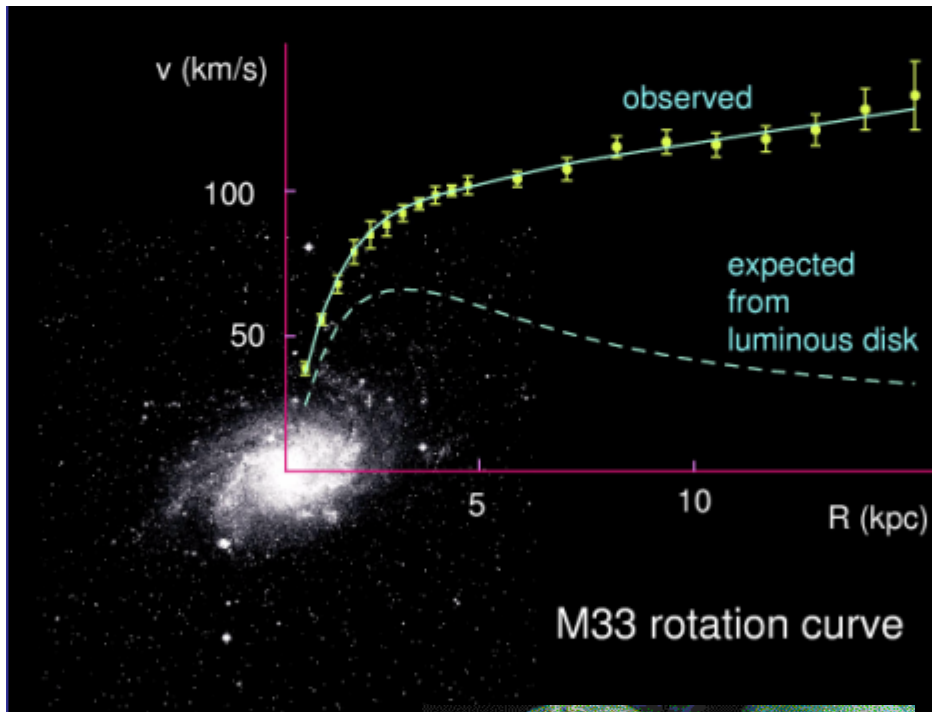 v (km/s)
observed
100
expected
from
luminous disk
50
5
10
R (kpc)
M33 rotation curve